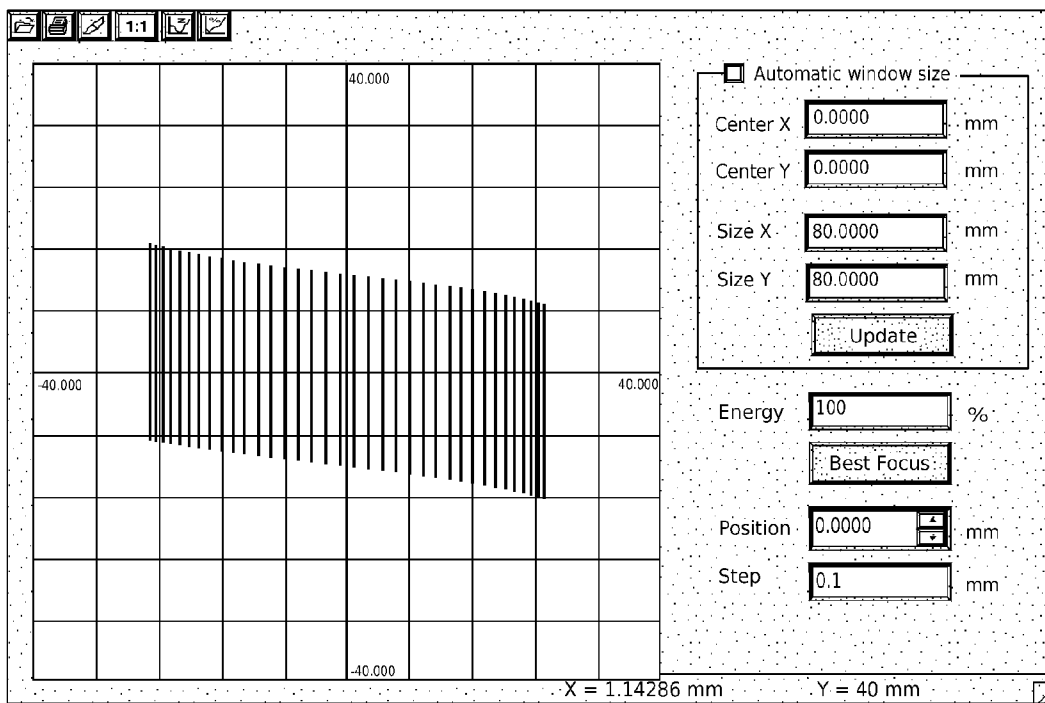 1:1
40.000
-40.000
40.000
-40.000
Automatic window size
Center X 0.0000 mm
Center Y 0.0000 mm
Size X 80.0000 mm
Size Y 80.0000 mm
Update
Energy 100 %
Best Focus
Position 0.0000 mm
Step 0.1 mm
X = 1.14286 mm Y = 40 mm